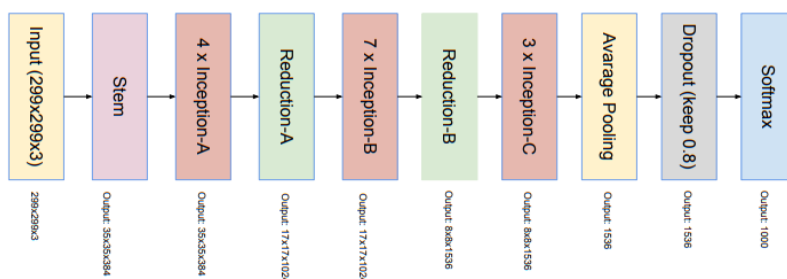 Input (299x299x3)
Stem
4 x Inception-A
Reduction-A
7 x Inception-B
Reduction-B
3 x Inception-C
Avarage Pooling
Dropout (keep 0.8)
Softmax
299x299x3
Output: 35x35x384
Output: 35x35x384
Output: 17x17x102
Output: 17x17x102
Output: 8x8x1536
Output: 8x8x1536
Output: 1536
Output: 1536
Output: 1000